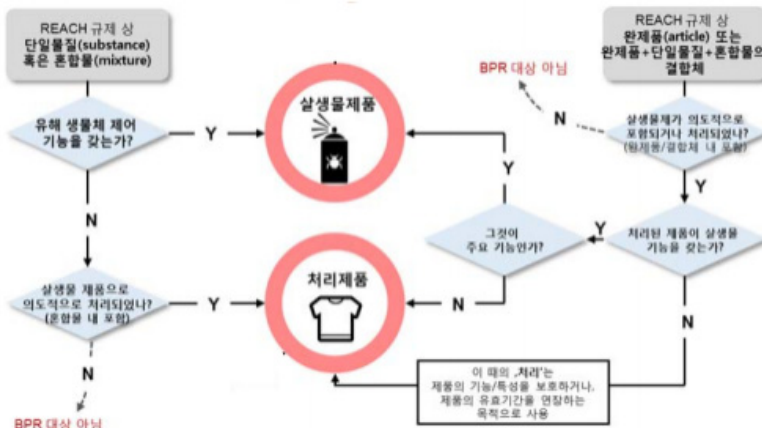 REACH 규제 상
단일물질(substance)
혹은 혼합물(mixture)
유해 생물체 제어
기능을 갖는가?
Y
N
살생물 제품으로
의도적으로 처리되었나?
(혼합물 내 포함)
Y
N
BPR 대상 아님
살생물제품
처리제품
REACH 규제 상
완제품(article) 또는
완제품+단일물질+혼합물의
결합체
BPR 대상 아님
N
살생물제가 의도적으로
포함되거나 처리되었나?
(완제품/결합체 내 포함)
Y
처리된 제품이 살생물
기능을 갖는가?
Y
그것이
주요 기능인가?
Y
N
N
이 때의 ‚처리'는
제품의 기능/특성을 보호하거나,
제품의 유효기간을 연장하는
목적으로 사용